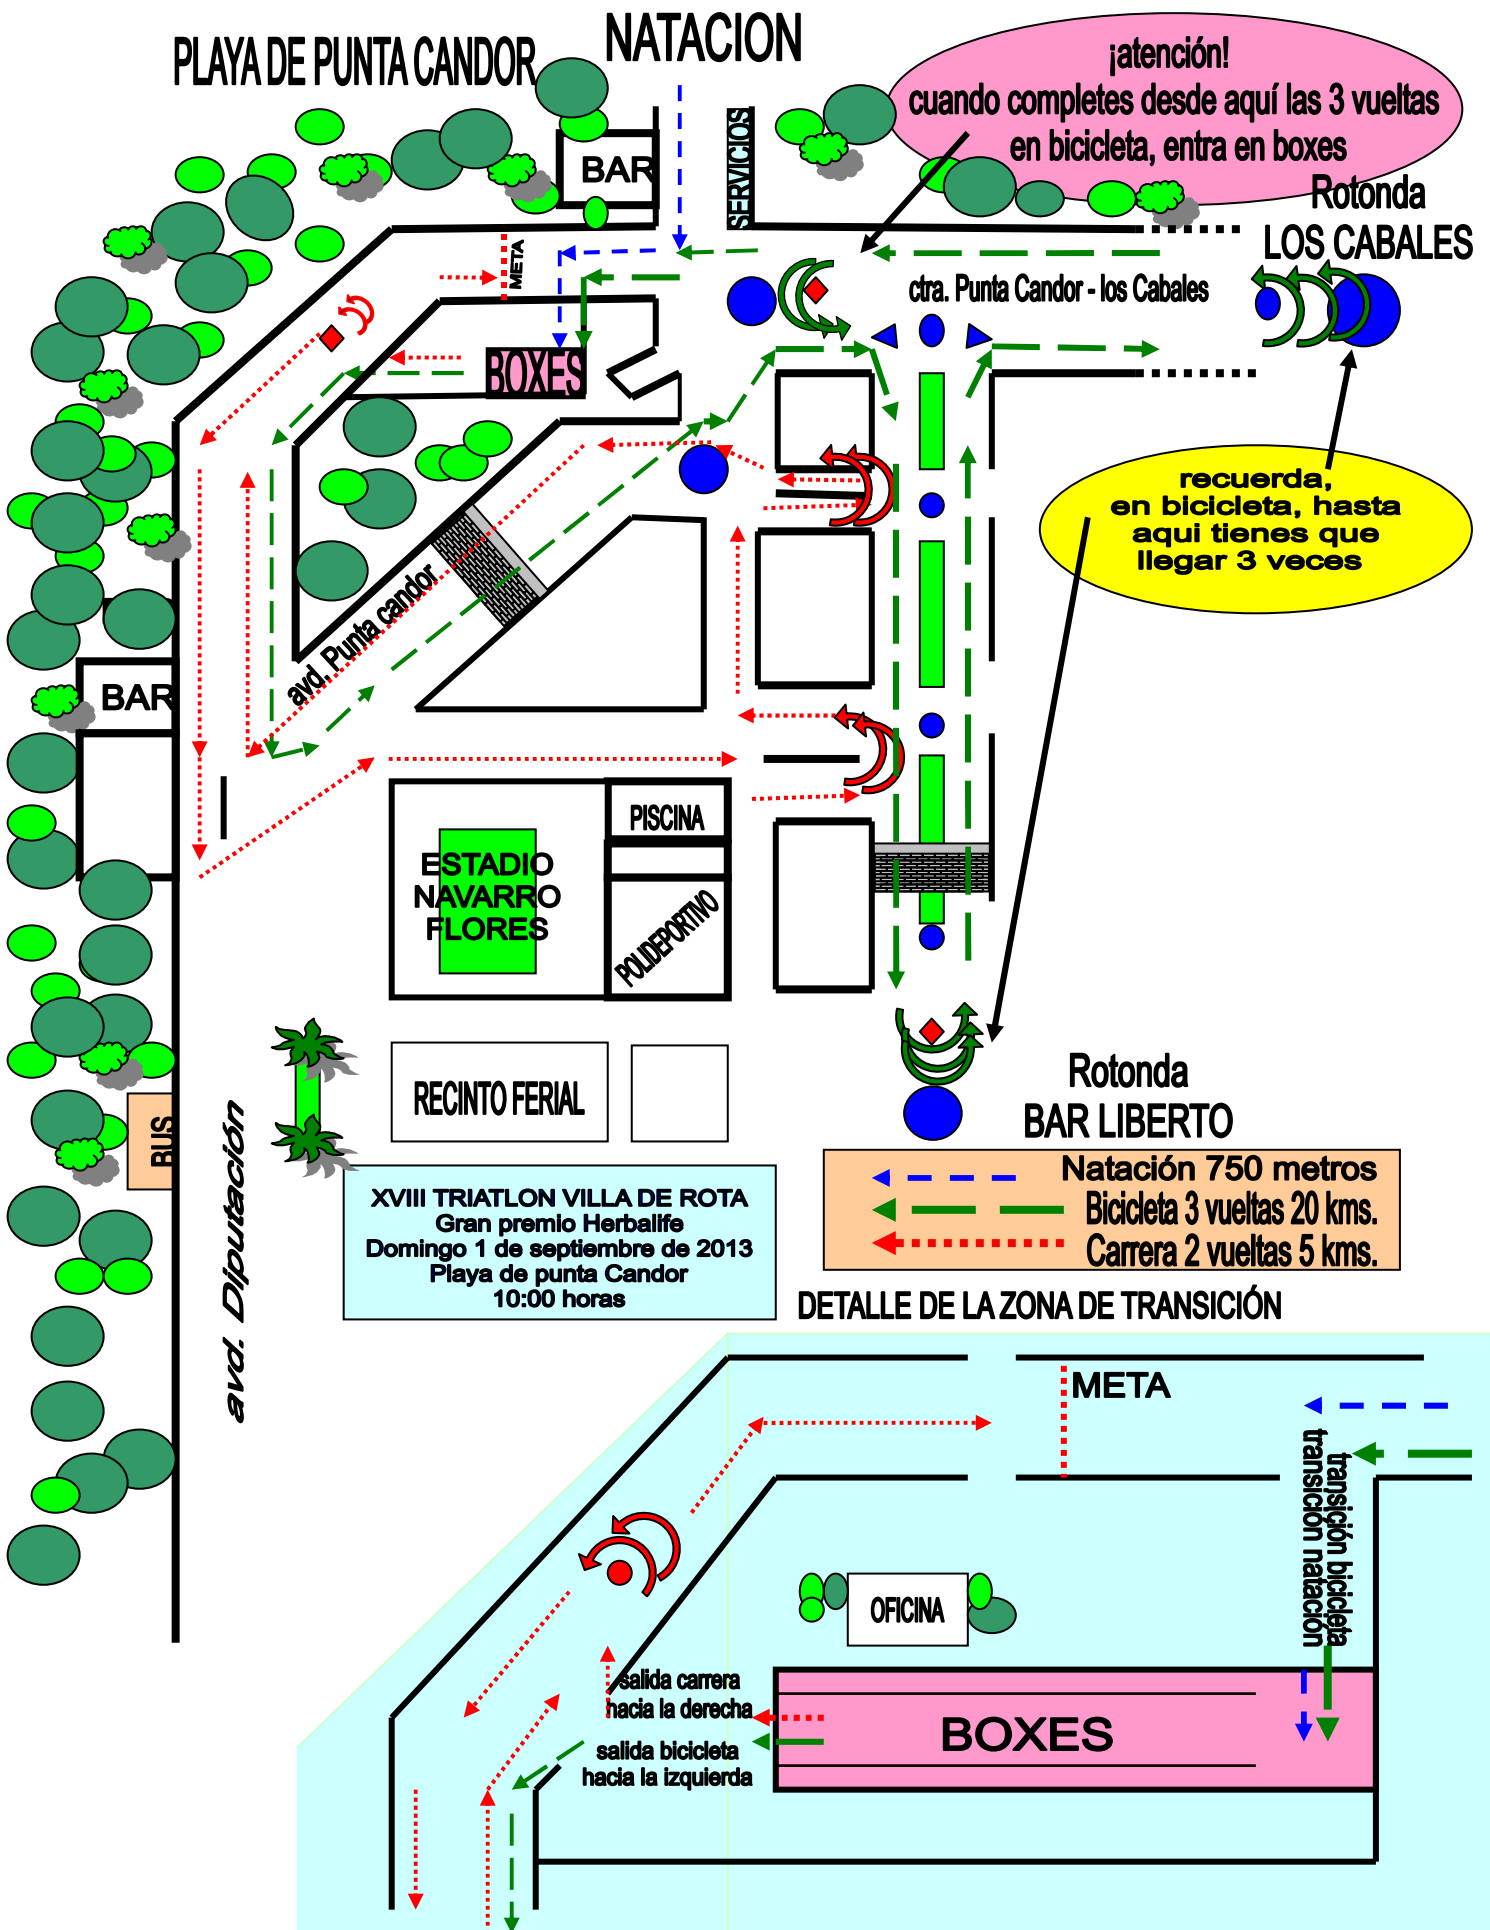 NATACION
PLAYA DE PUNTA CANDOR
¡atención!
cuando completes desde aquí las 3 vueltas
en bicicleta, entra en boxes
BAR
SERVICIOS
Rotonda
LOS CABALES
META
ctra. Punta Candor - los Cabales
BOXES
recuerda,
en bicicleta, hasta
aqui tienes que
llegar 3 veces
avd. Punta candor
BAR
PISCINA
ESTADIO
NAVARRO
FLORES
POLIDEPORTIVO
RECINTO FERIAL
Rotonda
BAR LIBERTO
BUS
avd. Diputación
XVIII TRIATLON VILLA DE ROTA
Gran premio Herbalife
Domingo 1 de septiembre de 2013
Playa de punta Candor
10:00 horas
Natación 750 metros
Bicicleta 3 vueltas 20 kms.
Carrera 2 vueltas 5 kms.
DETALLE DE LA ZONA DE TRANSICIÓN
META
transición bicicleta
transición natación
OFICINA
salida carrera
hacia la derecha
BOXES
salida bicicleta
hacia la izquierda